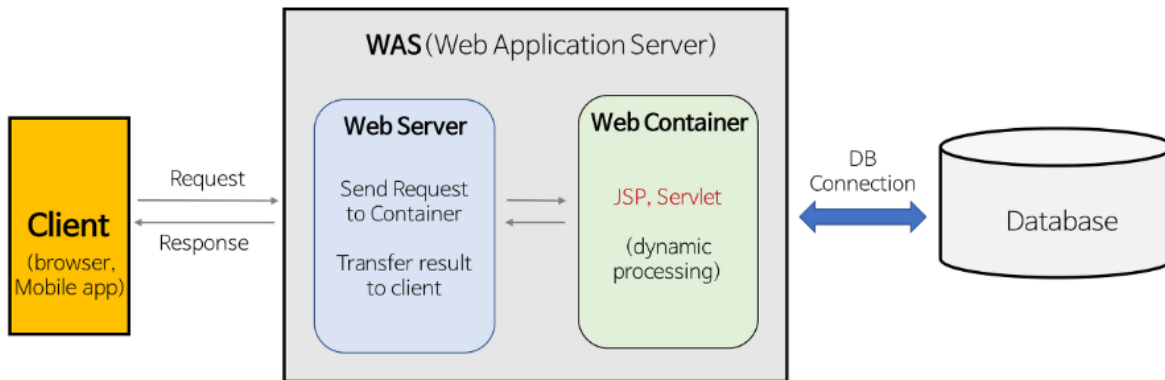 WAS (Web Application Server)
Client
(browser,
Mobile app)
Request
Response
Web Server
Send Request
to Container
Transfer result
to client
Web Container
JSP, Servlet
(dynamic
processing)
DB
Connection
Database